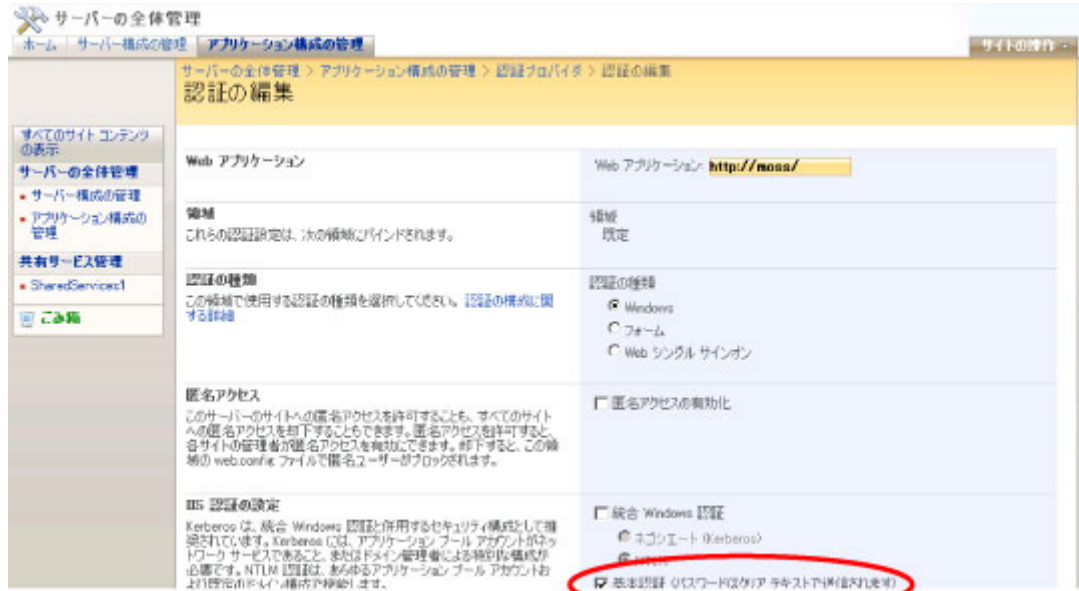 サーバーの全体管理
ホーム サーバー構成の管理 アプリケーション構成の管理 サイトの操作
サーバーの全体管理 > アプリケーション構成の管理 > 認証プロバイダ > 認証の編集
認証の編集
すべてのサイト コンテンツ
の表示
サーバーの全体管理
サーバー構成の管理
アプリケーション構成の
管理
共有サービス管理
SharedServices1
ごみ箱
Web アプリケーション
Web アプリケーション: http://moss/
領域
これらの認証設定は、次の領域にバインドされます。
領域
既定
認証の種類
この領域で使用する認証の種類を選択してください。 認証の構成に関
する詳細
認証の種類
Windows
フォーム
Web シングル サインオン
匿名アクセス
このサーバーのサイトへの匿名アクセスを許可することも、すべてのサイト
への匿名アクセスを却下することもできます。匿名アクセスを許可すると、
各サイトの管理者が匿名アクセスを有効にできます。却下すると、この領
域の web.config ファイルで匿名ユーザーがブロックされます。
匿名アクセスの有効化
IIS 認証の設定
Kerberos は、統合 Windows 認証と併用するセキュリティ構成として推
奨されています。Kerberos には、アプリケーション プール アカウントがネッ
トワーク サービスであること、またはドメイン管理者による特別な構成が
必要です。NTLM 認証は、あらゆるアプリケーション プール アカウントお
よび既定のドメイン構成で機能します。
統合 Windows 認証
ネゴシエート (Kerberos)
NTLM
基本認証 (パスワードはクリア テキストで送信されます)